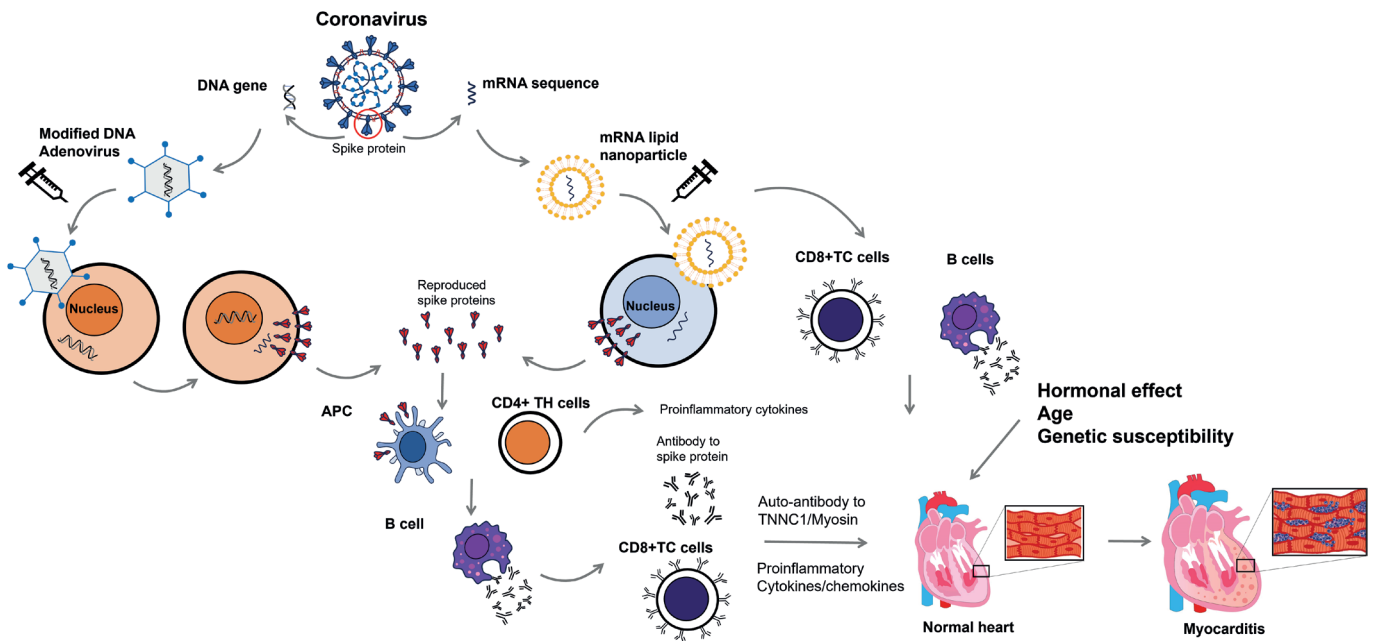 Coronavirus
DNA gene
mRNA sequence
Spike protein
Modified DNA
Adenovirus
mRNA lipid
nanoparticle
CD8+TC cells
B cells
Nucleus
Reproduced
spike proteins
Nucleus
Hormonal effect
Age
Genetic susceptibility
APC
CD4+ TH cells
Proinflammatory cytokines
Antibody to
spike protein
B cell
CD8+TC cells
Auto-antibody to
TNNC1/Myosin
Proinflammatory
Cytokines/chemokines
Normal heart
Myocarditis